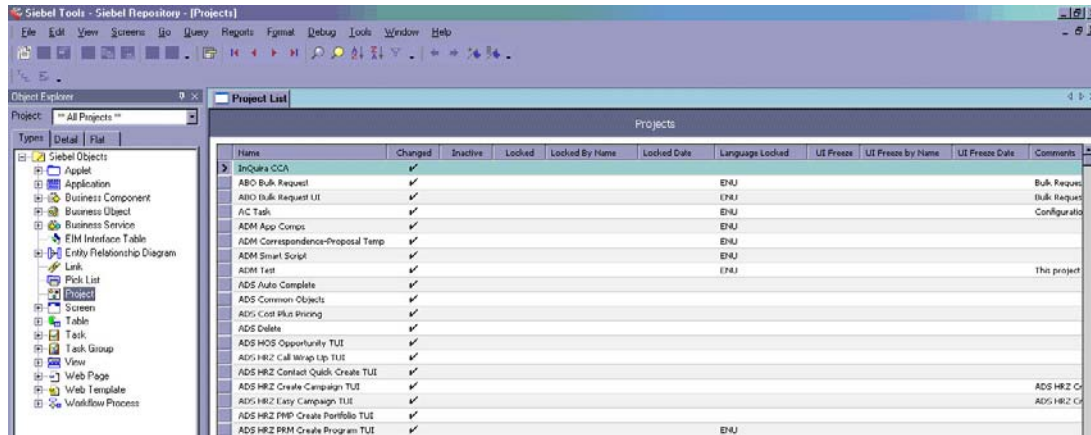 Siebel Tools - Siebel Repository - [Projects]
File Edit View Screens Go Query Reports Format Debug Tools Window Help
Object Explorer
Project: ** All Projects **
Types Detail Flat
Siebel Objects
Applet
Application
Business Component
Business Object
Business Service
EIM Interface Table
Entity Relationship Diagram
Link
Pick List
Project
Screen
Table
Task
Task Group
View
Web Page
Web Template
Workflow Process
Project List
Projects
Name Changed Inactive Locked Locked By Name Locked Date Language Locked UI Freeze UI Freeze by Name UI Freeze Date Comments
InQuira CCA
ABO Bulk Request ENU Bulk Reques
ABO Bulk Request UI ENU Bulk Reques
AC Task ENU Configuratio
ADM App Comps ENU
ADM Correspondence-Proposal Temp ENU
ADM Smart Script ENU
ADM Test ENU This project
ADS Auto Complete
ADS Common Objects
ADS Cost Plus Pricing
ADS Delete
ADS HOS Opportunity TUI
ADS HRZ Call Wrap Up TUI
ADS HRZ Contact Quick Create TUI
ADS HRZ Create Campaign TUI ADS HRZ Cr
ADS HRZ Easy Campaign TUI ADS HRZ Cr
ADS HRZ PMP Create Portfolio TUI
ADS HRZ PRM Create Program TUI ENU